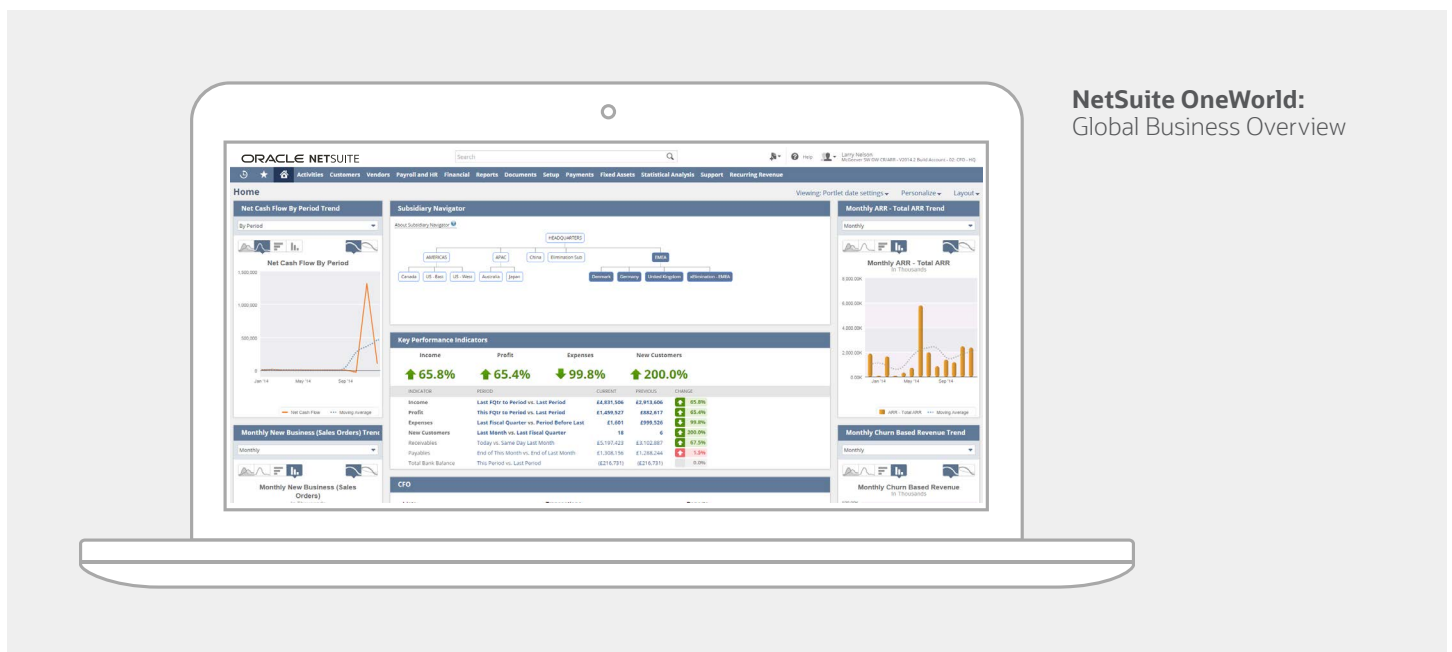 NetSuite OneWorld:
Global Business Overview
ORACLE NETSUITE
Search
Help
Larry Nelson
Activities Customers Vendors Payroll and HR Financial Reports Documents Setup Payments Fixed Assets Statistical Analysis Support Recurring Revenue
Home
Viewing: Portlet date settings Personalize Layout
Net Cash Flow By Period Trend
By Period
Net Cash Flow By Period
1,500,000
1,000,000
500,000
0
Jan '14 May '14 Sep '14
Net Cash Flow Moving Average
Monthly New Business (Sales Orders) Tren
Monthly
Monthly New Business (Sales
Orders)
Subsidiary Navigator
About Subsidiary Navigator
HEADQUARTERS
AMERICAS APAC China Elimination Sub EMEA
Canada US - East US - West Australia Japan Denmark Germany United Kingdom
Key Performance Indicators
Income Profit Expenses New Customers
65.8% 65.4% 99.8% 200.0%
INDICATOR PERIOD CURRENT PREVIOUS CHANGE
Income Last FQtr to Period vs. Last Period £4,831,506 £2,913,606 65.8%
Profit This FQtr to Period vs. Last Period £1,459,527 £882,617 65.4%
Expenses Last Fiscal Quarter vs. Period Before Last £1,001 £999,526 99.8%
New Customers Last Month vs. Last Fiscal Quarter 18 6 200.0%
Receivables Today vs. Same Day Last Month £5,197,423 £3,102,887 67.5%
Payables End of This Month vs. End of Last Month £1,308,156 £1,288,244 1.5%
Total Bank Balance This Period vs. Last Period (£216,731) (£216,731) 0.0%
CFO
Monthly ARR - Total ARR Trend
Monthly
Monthly ARR - Total ARR
In Thousands
8,000.00K
6,000.00K
4,000.00K
2,000.00K
0.00K
Jan '14 May '14 Sep '14
ARR - Total ARR Moving Average
Monthly Churn Based Revenue Trend
Monthly
Monthly Churn Based Revenue
In Thousands